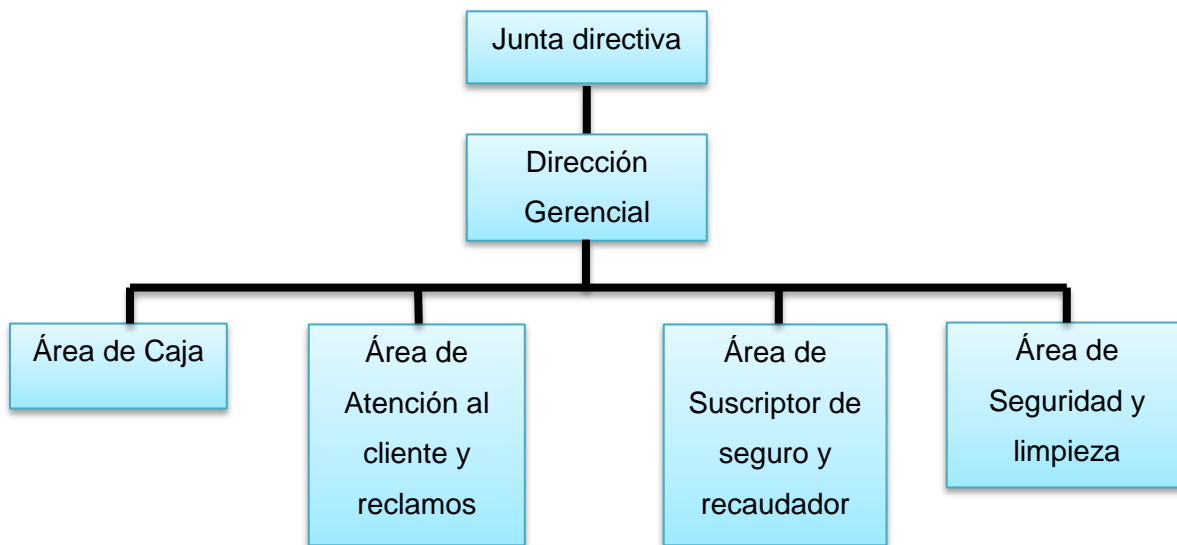 Junta directiva
Dirección
Gerencial
Área de Caja
Área de
Atención al
cliente y
reclamos
Área de
Suscriptor de
seguro y
recaudador
Área de
Seguridad y
limpieza